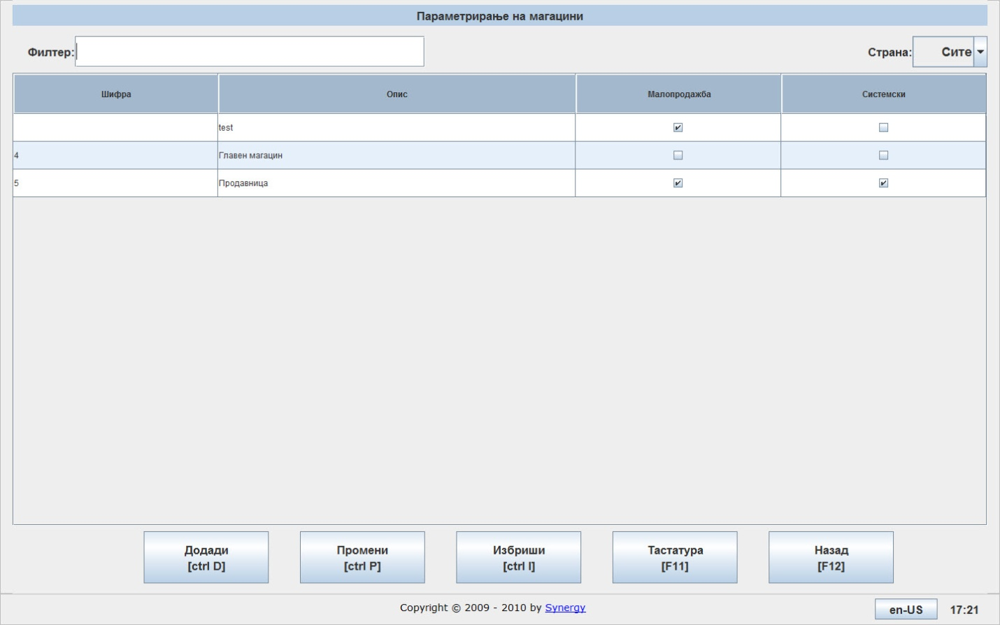 Параметрирање на магацини
Филтер:
Страна: Сите
Шифра Опис Малопродажба Системски
test
4 Главен магацин
5 Продавница
Додади Промени Избриши Тастатура Назад
[ctrl D] [ctrl P] [ctrl I] [F11] [F12]
Copyright © 2009 - 2010 by Synergy
en-US 17:21